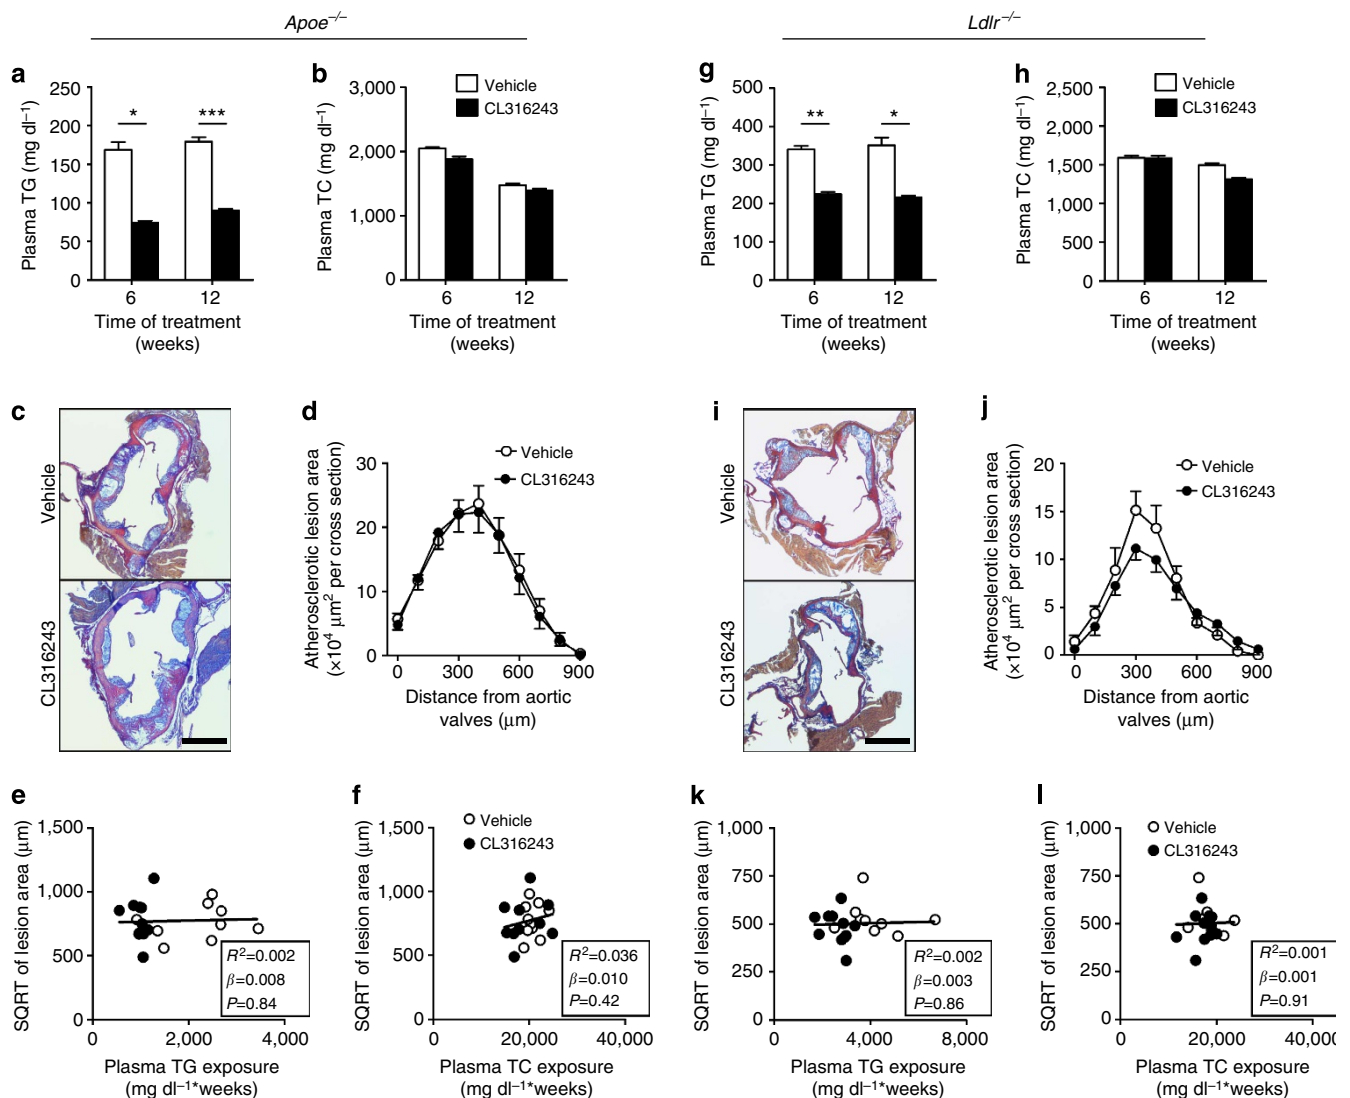 Apoe−/−
Ldlr−/−
a
Plasma TG (mg dl−1)
250
200
150
100
50
0
*
***
6
12
Time of treatment
(weeks)
b
Plasma TC (mg dl−1)
3,000
2,000
1,000
0
Vehicle
CL316243
6
12
Time of treatment
(weeks)
g
Plasma TG (mg dl−1)
500
400
300
200
100
0
**
*
6
12
Time of treatment
(weeks)
h
Plasma TC (mg dl−1)
2,500
2,000
1,500
1,000
500
0
Vehicle
CL316243
6
12
Time of treatment
(weeks)
c
Vehicle
CL316243
d
Atherosclerotic lesion area
(×10⁴ μm² per cross section)
30
20
10
0
Vehicle
CL316243
0
300
600
900
Distance from aortic
valves (μm)
i
Vehicle
CL316243
j
Atherosclerotic lesion area
(×10⁴ μm² per cross section)
20
15
10
5
0
Vehicle
CL316243
0
300
600
900
Distance from aortic
valves (μm)
e
SQRT of lesion area (μm)
1,500
1,000
500
0
R²=0.002
β=0.008
P=0.84
0
2,000
4,000
Plasma TG exposure
(mg dl−1*weeks)
f
SQRT of lesion area (μm)
1,500
1,000
500
0
Vehicle
CL316243
R²=0.036
β=0.010
P=0.42
0
20,000
40,000
Plasma TC exposure
(mg dl−1*weeks)
k
SQRT of lesion area (μm)
1,000
750
500
250
0
R²=0.002
β=0.003
P=0.86
0
4,000
8,000
Plasma TG exposure
(mg dl−1*weeks)
l
SQRT of lesion area (μm)
1,000
750
500
250
0
Vehicle
CL316243
R²=0.001
β=0.001
P=0.91
0
20,000
40,00
Plasma TC exposure
(mg dl−1*weeks)